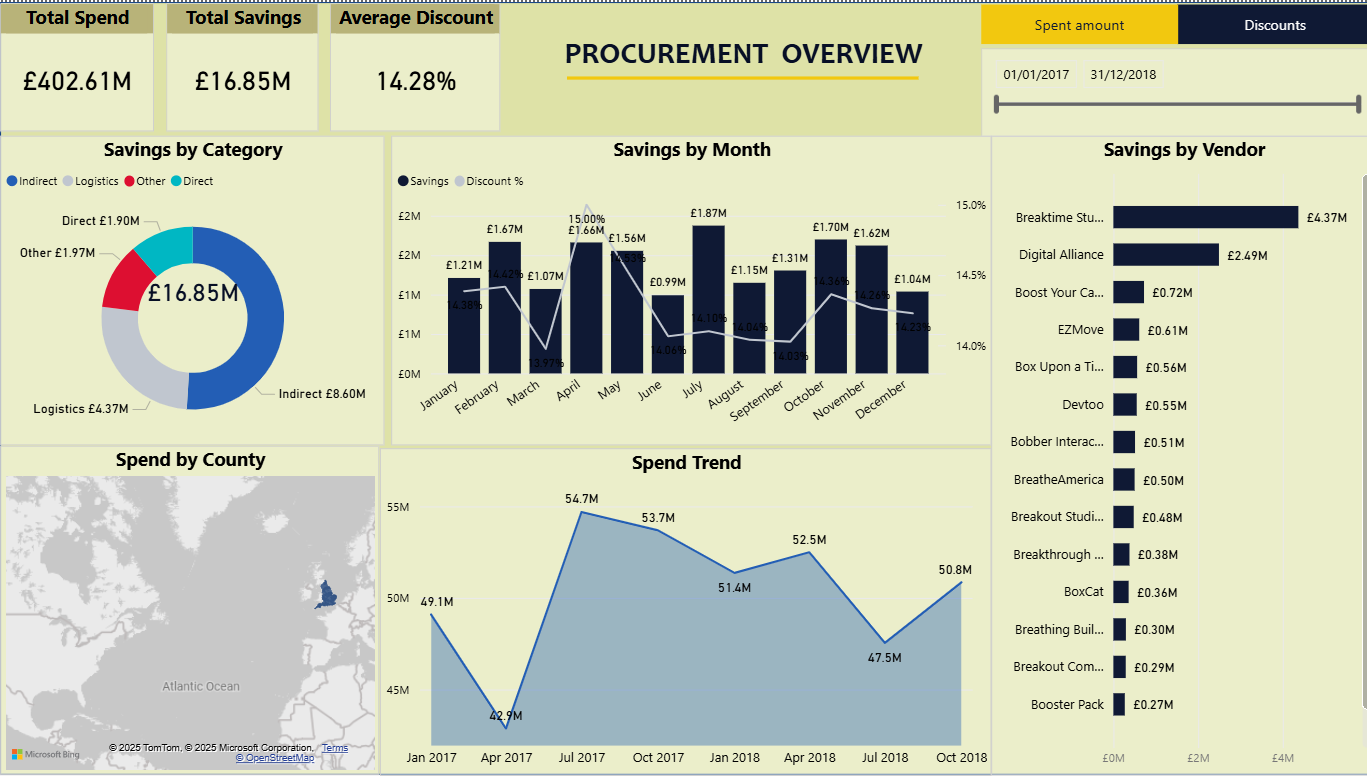 Total Spend
£402.61M
Total Savings
£16.85M
Average Discount
14.28%
PROCUREMENT OVERVIEW
Spent amount
Discounts
01/01/2017 31/12/2018
Savings by Category
Indirect Logistics Other Direct
Direct £1.90M
Other £1.97M
£16.85M
Indirect £8.60M
Logistics £4.37M
Savings by Month
Savings Discount %
£2M
£2M
£1M
£1M
£0M
£1.21M
£1.67M
£1.07M
£1.66M
£1.56M
£0.99M
£1.87M
£1.15M
£1.31M
£1.70M
£1.62M
£1.04M
14.38%
14.42%
13.97%
15.00%
14.53%
14.06%
14.10%
14.04%
14.03%
14.36%
14.26%
14.23%
15.0%
14.5%
14.0%
January
February
March
April
May
June
July
August
September
October
November
December
Savings by Vendor
Breaktime Stu... £4.37M
Digital Alliance £2.49M
Boost Your Ca... £0.72M
EZMove £0.61M
Box Upon a Ti... £0.56M
Devtoo £0.55M
Bobber Interac... £0.51M
BreatheAmerica £0.50M
Breakout Studi... £0.48M
Breakthrough ... £0.38M
BoxCat £0.36M
Breathing Buil... £0.30M
Breakout Com... £0.29M
Booster Pack £0.27M
£0M £2M £4M
Spend by County
Atlantic Ocean
Microsoft Bing
© 2025 TomTom, © 2025 Microsoft Corporation, Terms
© OpenStreetMap
Spend Trend
55M
50M
45M
49.1M
42.9M
54.7M
53.7M
51.4M
52.5M
47.5M
50.8M
Jan 2017 Apr 2017 Jul 2017 Oct 2017 Jan 2018 Apr 2018 Jul 2018 Oct 2018